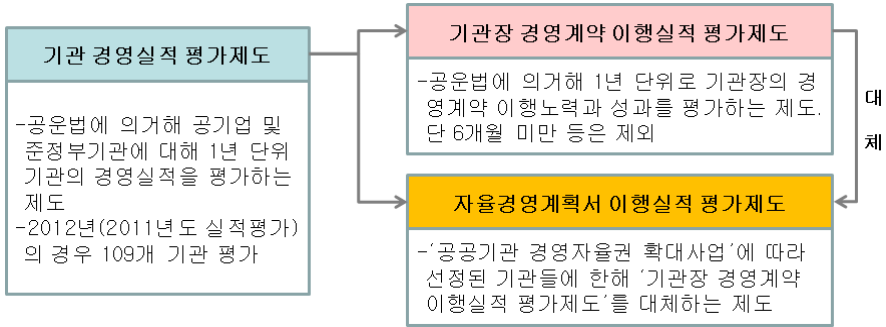 기관 경영실적 평가제도
-공운법에 의거해 공기업 및
준정부기관에 대해 1년 단위
기관의 경영실적을 평가하는
제도
-2012년(2011년도 실적평가)
의 경우 109개 기관 평가
기관장 경영계약 이행실적 평가제도
-공운법에 의거해 1년 단위로 기관장의 경
영계약 이행노력과 성과를 평가하는 제도.
단 6개월 미만 등은 제외
대
체
자율경영계획서 이행실적 평가제도
-'공공기관 경영자율권 확대사업'에 따라
선정된 기관들에 한해 '기관장 경영계약
이행실적 평가제도'를 대체하는 제도